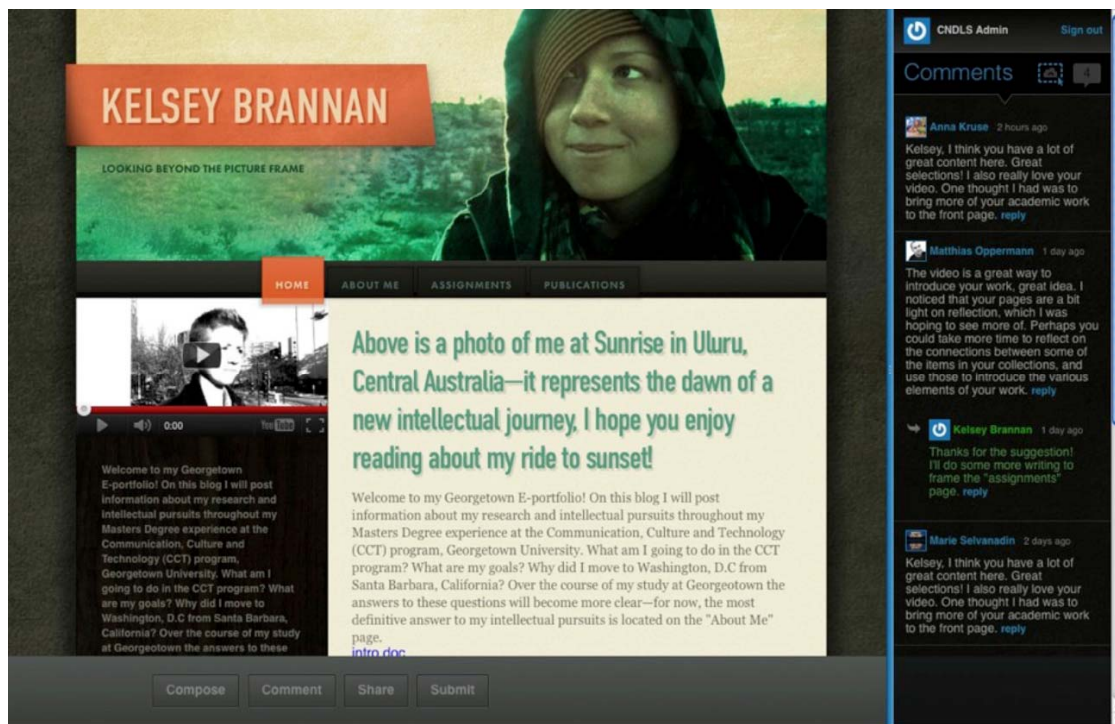 KELSEY BRANNAN
LOOKING BEYOND THE PICTURE FRAME
HOME
ABOUT ME
ASSIGNMENTS
PUBLICATIONS
0:00
YouTube
Welcome to my Georgetown
E-portfolio! On this blog I will post
information about my research and
intellectual pursuits throughout my
Masters Degree experience at the
Communication, Culture and
Technology (CCT) program,
Georgetown University. What am I
going to do in the CCT program? What
are my goals? Why did I move to
Washington, D.C from Santa Barbara,
California? Over the course of my study
at Georgeotown the answers to these
Above is a photo of me at Sunrise in Uluru,
Central Australia—it represents the dawn of a
new intellectual journey, I hope you enjoy
reading about my ride to sunset!
Welcome to my Georgetown E-portfolio! On this blog I will post
information about my research and intellectual pursuits throughout my
Masters Degree experience at the Communication, Culture and Technology
(CCT) program, Georgetown University. What am I going to do in the CCT
program? What are my goals? Why did I move to Washington, D.C from
Santa Barbara, California? Over the course of my study at Georgeotown the
answers to these questions will become more clear—for now, the most
definitive answer to my intellectual pursuits is located on the "About Me"
page.
intro doc
Compose
Comment
Share
Submit
CNDLS Admin
Sign out
Comments
4
Anna Kruse 2 hours ago
Kelsey, I think you have a lot of
great content here. Great
selections! I also really love your
video. One thought I had was to
bring more of your academic work
to the front page. reply
Matthias Oppermann 1 day ago
The video is a great way to
introduce your work, great idea. I
noticed that your pages are a bit
light on reflection, which I was
hoping to see more of. Perhaps you
could take more time to reflect on
the connections between some of
the items in your collections, and
use those to introduce the various
elements of your work. reply
Kelsey Brannan 1 day ago
Thanks for the suggestion!
I'll do some more writing to
frame the "assignments"
page. reply
Marie Selvanadin 2 days ago
Kelsey, I think you have a lot of
great content here. Great
selections! I also really love your
video. One thought I had was to
bring more of your academic work
to the front page. reply